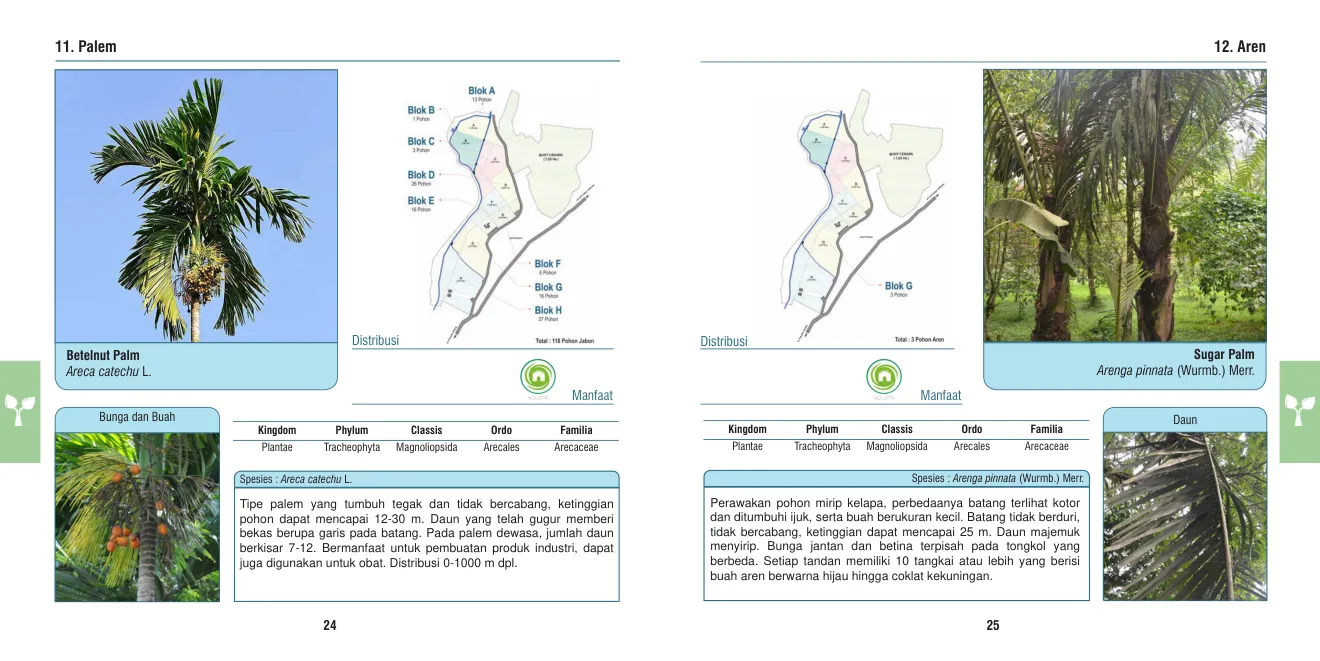 11. Palem
Betelnut Palm
Areca catechu L.
Blok A
13 Pohon
Blok B
1 Pohon
Blok C
3 Pohon
Blok D
26 Pohon
Blok E
16 Pohon
Blok F
6 Pohon
Blok G
16 Pohon
Blok H
37 Pohon
BUKIT CEMARA
Distribusi
Total : 118 Pohon Jabon
HOLISTIK
Manfaat
Bunga dan Buah
Kingdom Phylum Classis Ordo Familia
Plantae Tracheophyta Magnoliopsida Arecales Arecaceae
Spesies : Areca catechu L.
Tipe palem yang tumbuh tegak dan tidak bercabang, ketinggian
pohon dapat mencapai 12-30 m. Daun yang telah gugur memberi
bekas berupa garis pada batang. Pada palem dewasa, jumlah daun
berkisar 7-12. Bermanfaat untuk pembuatan produk industri, dapat
juga digunakan untuk obat. Distribusi 0-1000 m dpl.
24
12. Aren
BUKIT CEMARA
Blok G
3 Pohon
Distribusi
Total : 3 Pohon Aren
HOLISTIK
Manfaat
Sugar Palm
Arenga pinnata (Wurmb.) Merr.
Kingdom Phylum Classis Ordo Familia
Plantae Tracheophyta Magnoliopsida Arecales Arecaceae
Daun
Spesies : Arenga pinnata (Wurmb.) Merr.
Perawakan pohon mirip kelapa, perbedaanya batang terlihat kotor
dan ditumbuhi ijuk, serta buah berukuran kecil. Batang tidak berduri,
tidak bercabang, ketinggian dapat mencapai 25 m. Daun majemuk
menyirip. Bunga jantan dan betina terpisah pada tongkol yang
berbeda. Setiap tandan memiliki 10 tangkai atau lebih yang berisi
buah aren berwarna hijau hingga coklat kekuningan.
25